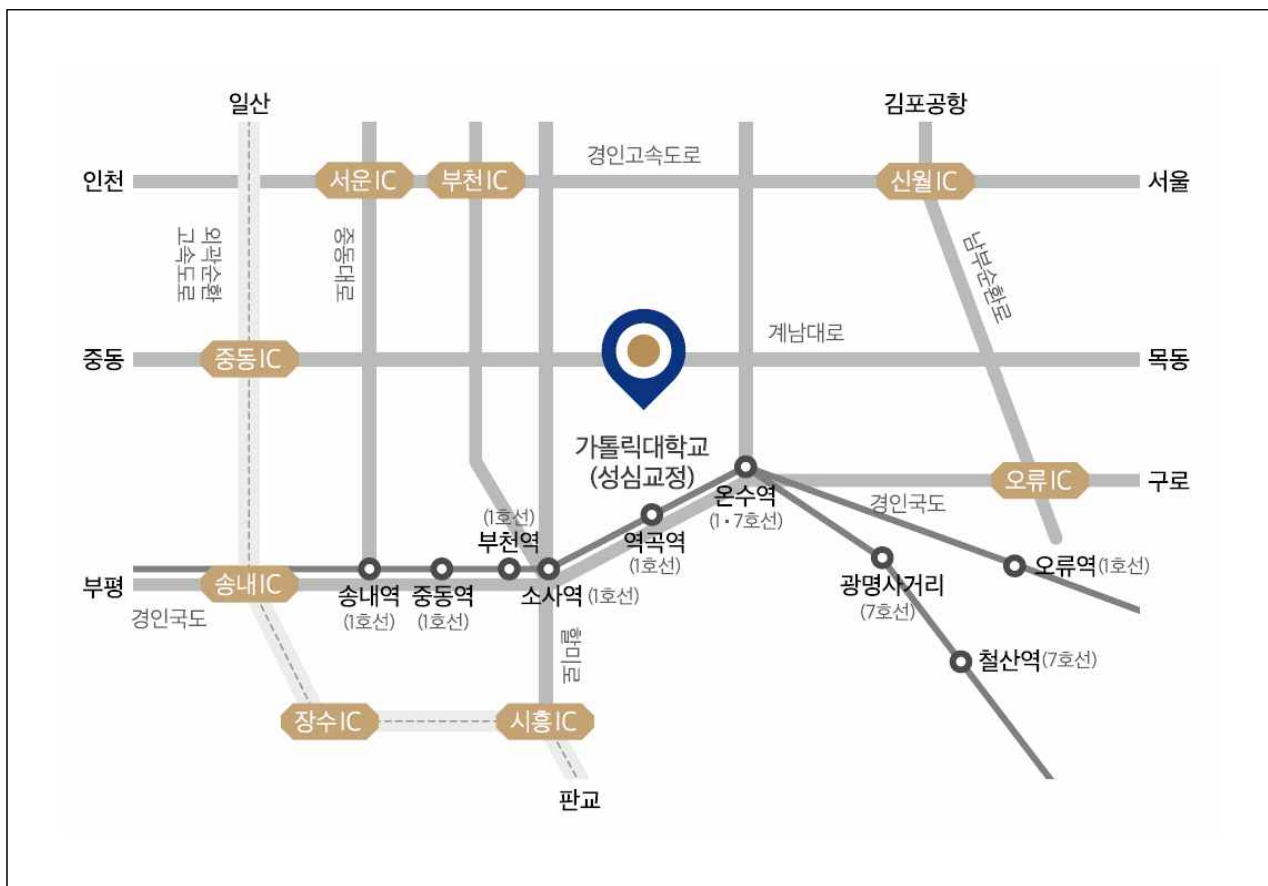 일산
김포공항
경인고속도로
인천
서운IC
부천IC
신월IC
서울
외곽순환
고속도로
중동대로
남부순환로
계남대로
중동
중동IC
목동
가톨릭대학교
(성심교정)
온수역
(1·7호선)
경인국도
오류IC
구로
(1호선)
부천역
역곡역
(1호선)
부평
송내IC
경인국도
송내역
(1호선)
중동역
(1호선)
소사역(1호선)
광명사거리
(7호선)
오류역(1호선)
할미로
철산역(7호선)
장수IC
시흥IC
판교